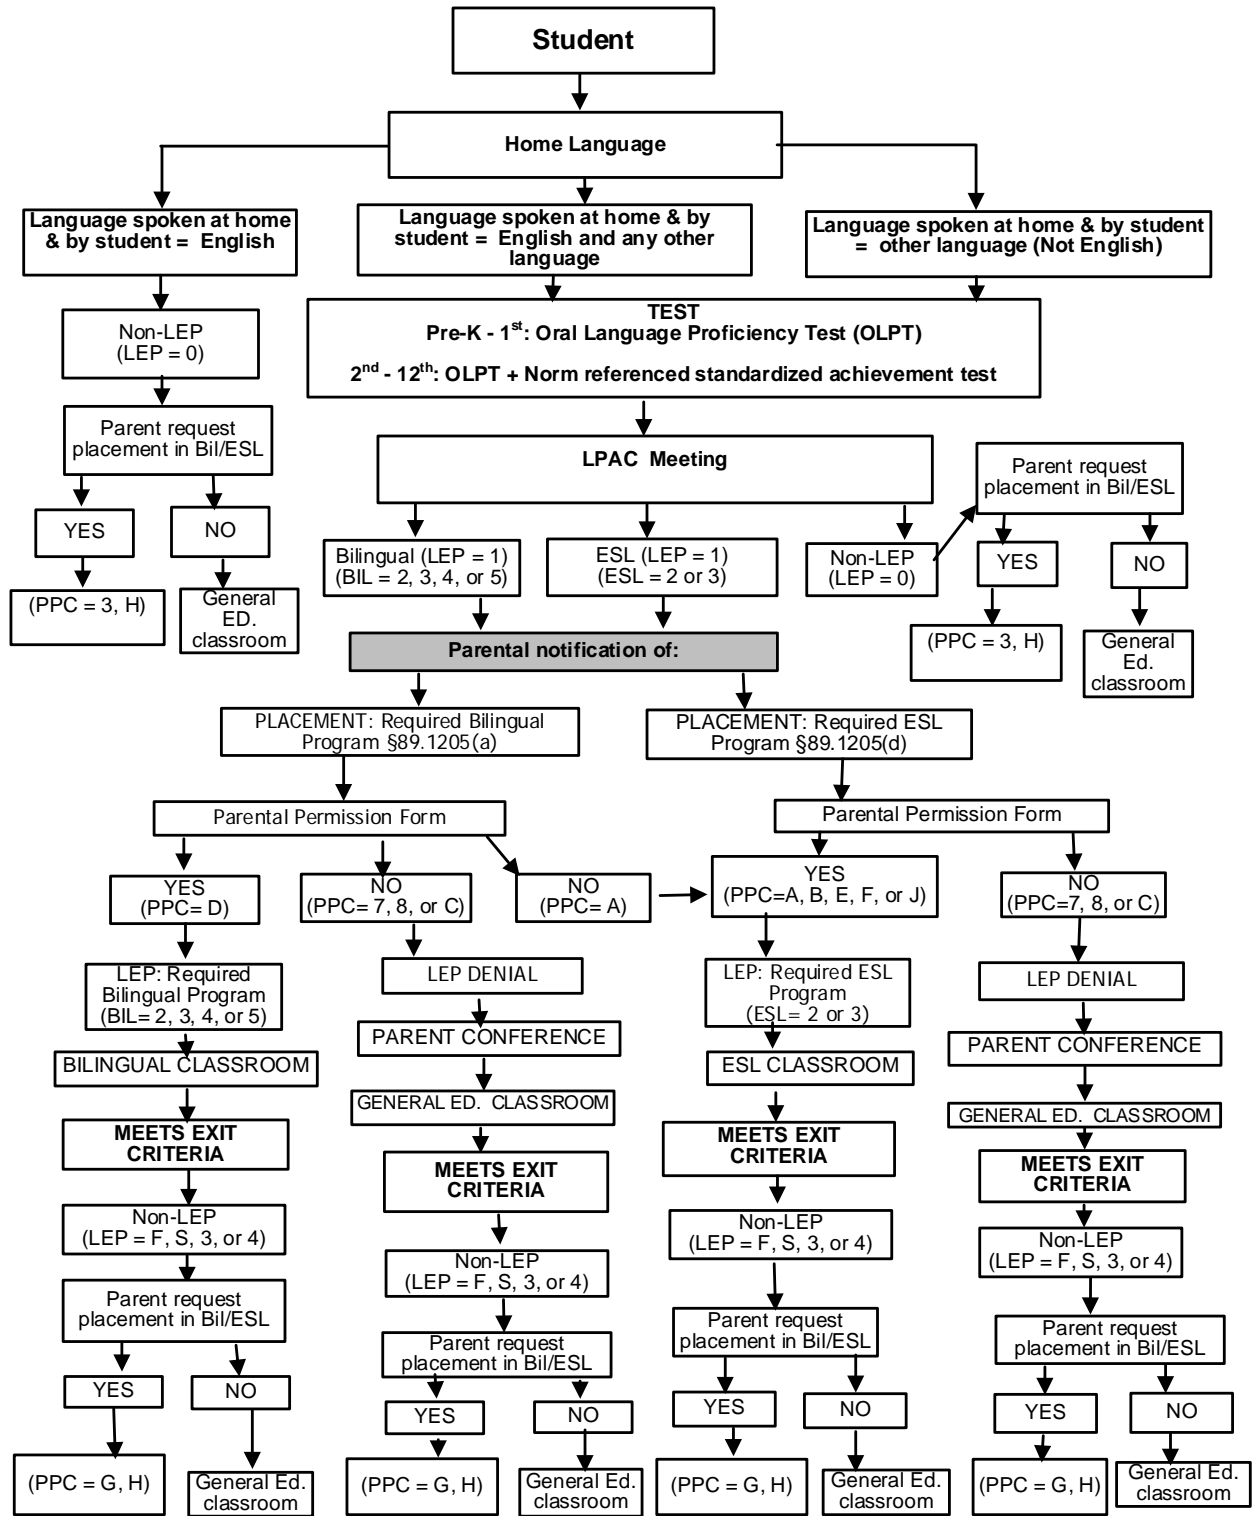 Student
Home Language
Language spoken at home
& by student = English
Language spoken at home & by
student = English and any other
language
Language spoken at home & by student
= other language (Not English)
Non-LEP
(LEP = 0)
TEST
Pre-K - 1st: Oral Language Proficiency Test (OLPT)
2nd - 12th: OLPT + Norm referenced standardized achievement test
Parent request
placement in Bil/ESL
LPAC Meeting
Parent request
placement in Bil/ESL
YES
NO
Bilingual (LEP = 1)
(BIL = 2, 3, 4, or 5)
ESL (LEP = 1)
(ESL = 2 or 3)
Non-LEP
(LEP = 0)
YES
NO
(PPC = 3, H)
General
ED.
classroom
(PPC = 3, H)
General
Ed.
classroom
Parental notification of:
PLACEMENT: Required Bilingual
Program §89.1205(a)
PLACEMENT: Required ESL
Program §89.1205(d)
Parental Permission Form
Parental Permission Form
YES
(PPC= D)
NO
(PPC= 7, 8, or C)
NO
(PPC= A)
YES
(PPC=A, B, E, F, or J)
NO
(PPC=7, 8, or C)
LEP: Required
Bilingual Program
(BIL= 2, 3, 4, or 5)
LEP DENIAL
LEP: Required ESL
Program
(ESL= 2 or 3)
LEP DENIAL
BILINGUAL CLASSROOM
PARENT CONFERENCE
ESL CLASSROOM
PARENT CONFERENCE
GENERAL ED. CLASSROOM
GENERAL ED. CLASSROOM
MEETS EXIT
CRITERIA
MEETS EXIT
CRITERIA
MEETS EXIT
CRITERIA
MEETS EXIT
CRITERIA
Non-LEP
(LEP = F, S, 3, or 4)
Non-LEP
(LEP = F, S, 3, or 4)
Non-LEP
(LEP = F, S, 3, or 4)
Non-LEP
(LEP = F, S, 3, or 4)
Parent request
placement in Bil/ESL
Parent request
placement in Bil/ESL
Parent request
placement in Bil/ESL
Parent request
placement in Bil/ESL
YES
NO
YES
NO
YES
NO
YES
NO
(PPC = G, H)
General Ed.
classroom
(PPC = G, H)
General Ed.
classroom
(PPC = G, H)
General Ed.
classroom
(PPC = G, H)
General Ed.
classroom